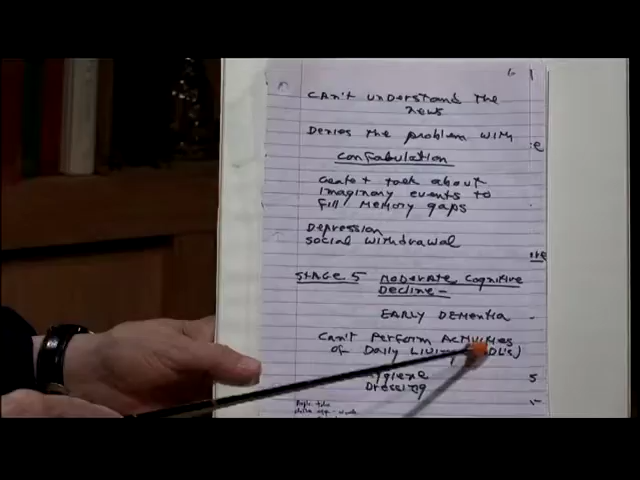 6
CAN'T UNDERSTAND THE
NEWS
DENIES THE PROBLEM WITH
CONFABULATION
CREATE + TALK ABOUT
IMAGINARY EVENTS TO
FILL MEMORY GAPS
DEPRESSION
SOCIAL WITHDRAWAL
STAGE 5 MODERATE COGNITIVE
DECLINE -
EARLY DEMENTIA
CAN'T PERFORM ACTIVITIES
OF DAILY LIVING
HYGIENE
DRESSING